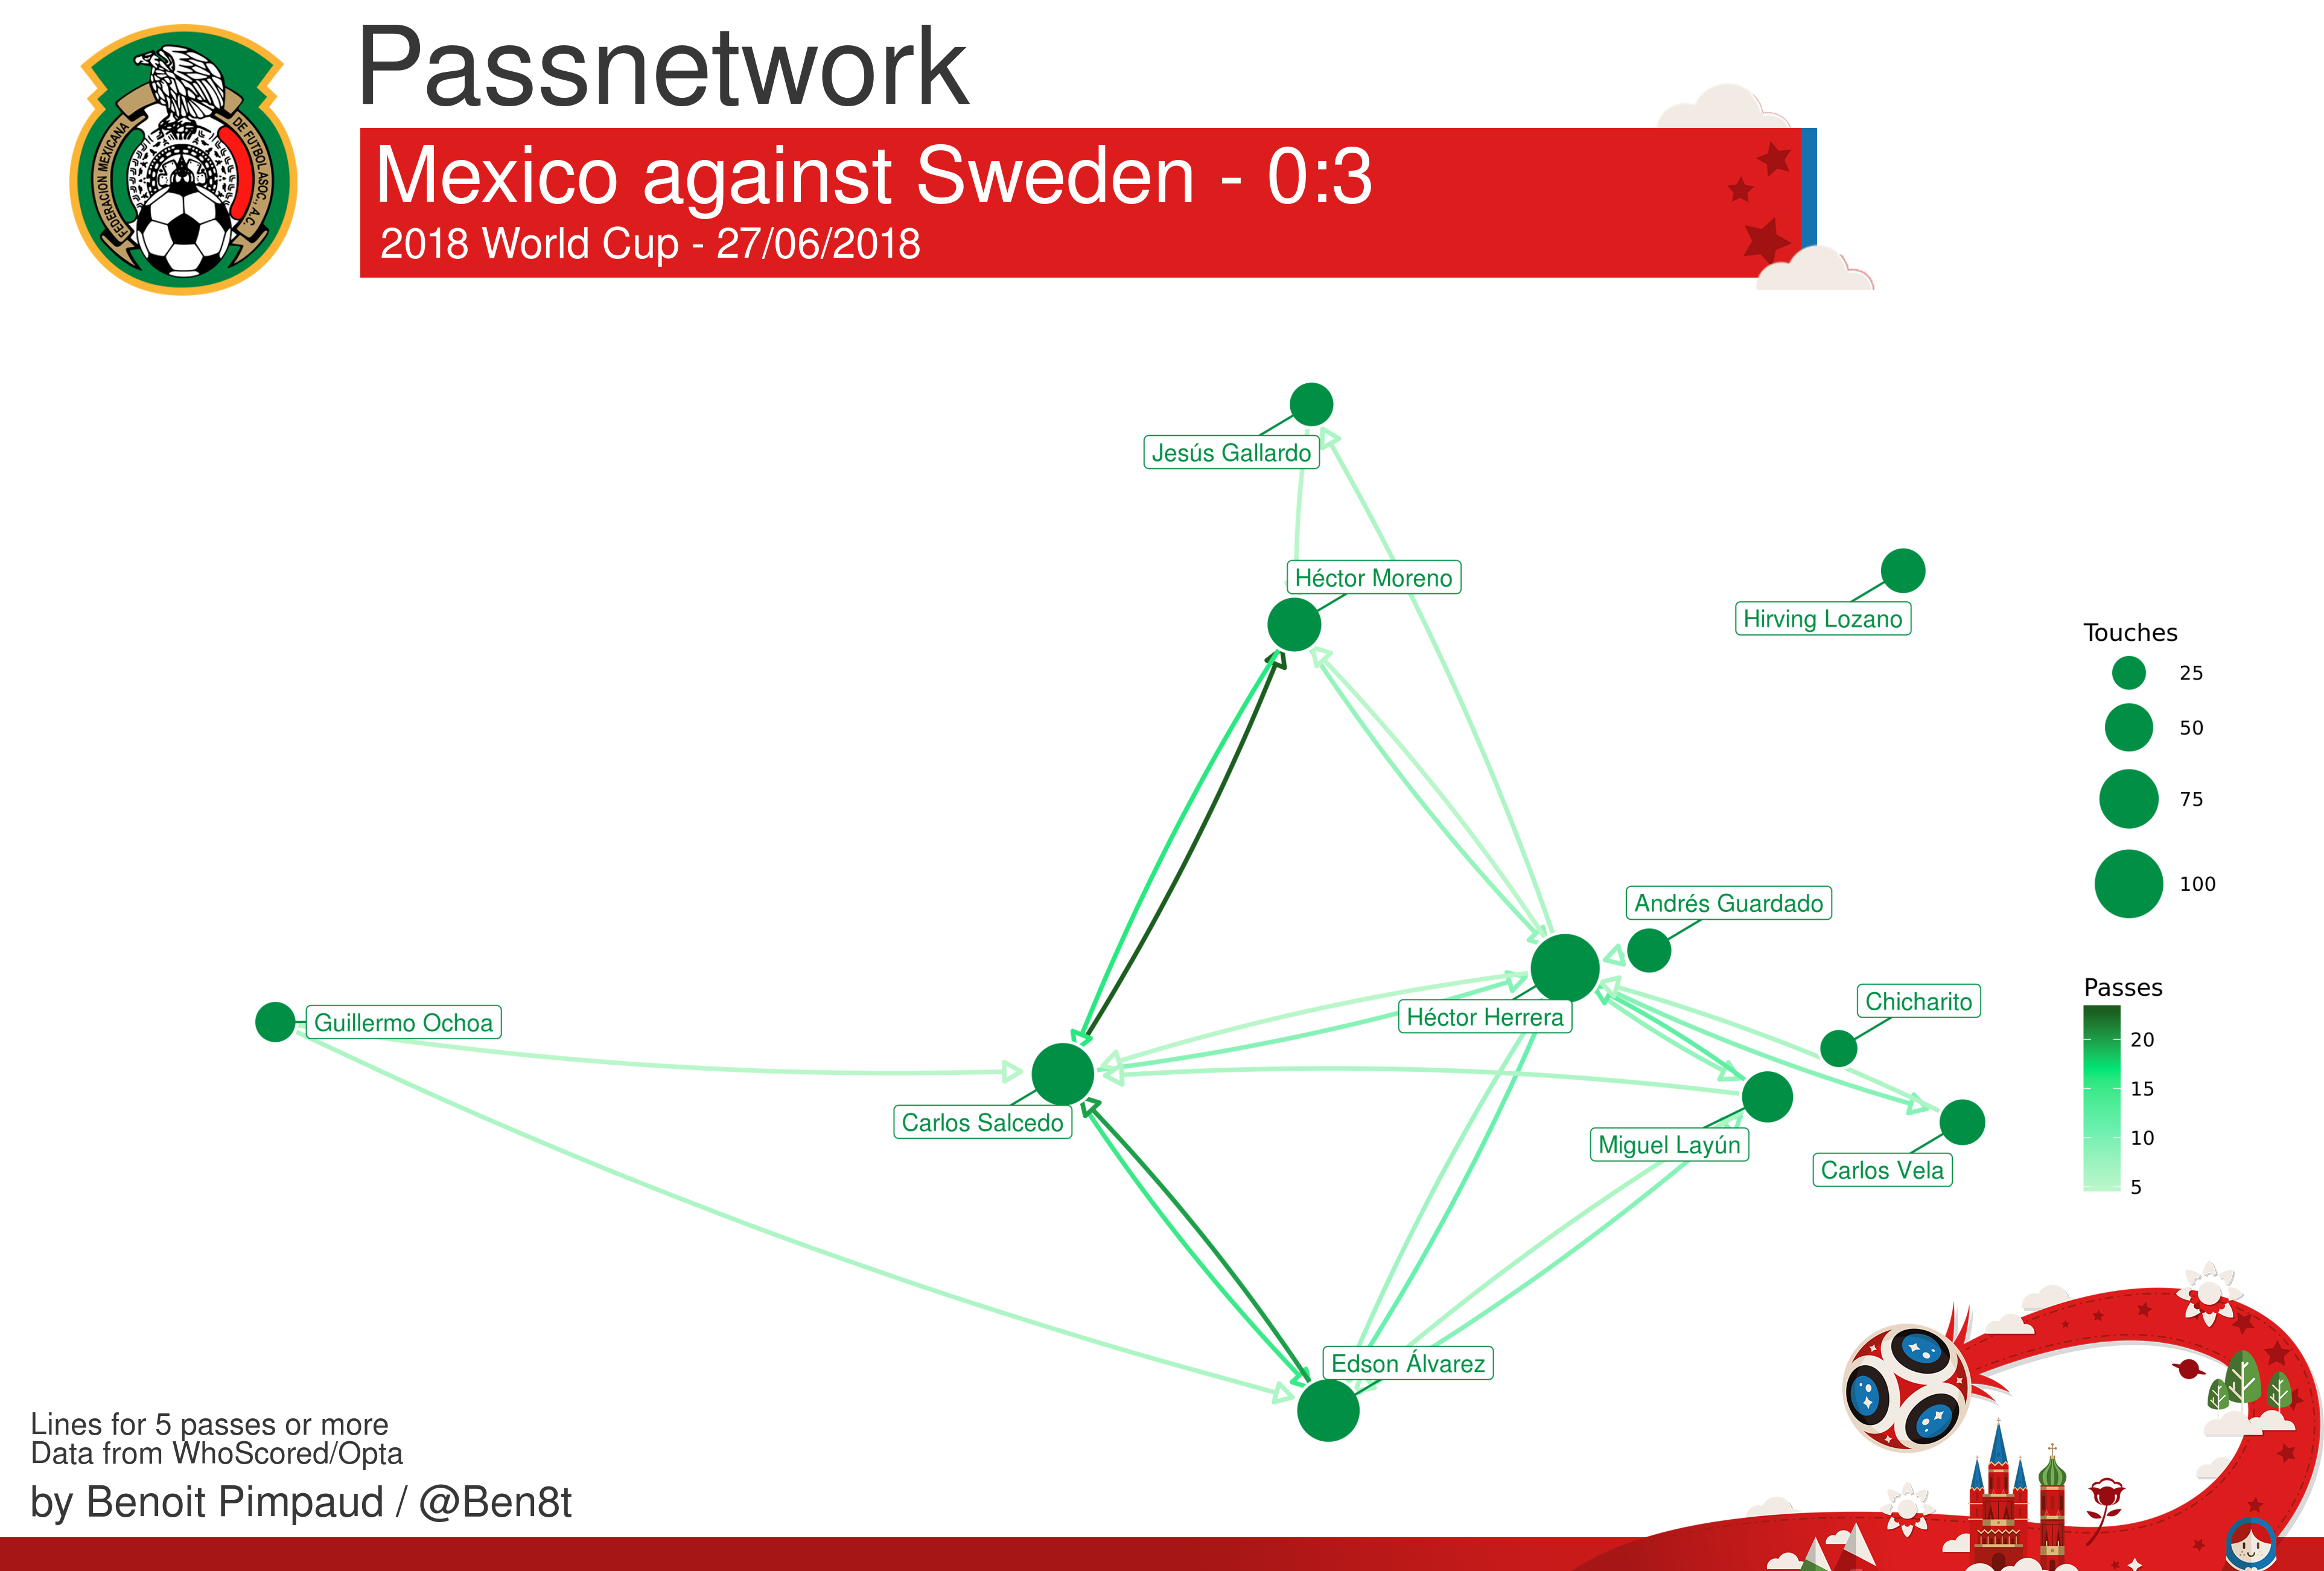 Passnetwork
Mexico against Sweden - 0:3
2018 World Cup - 27/06/2018
FEDERACION MEXICANA
DE FUTBOL ASOC., A.C.
Jesús Gallardo
Héctor Moreno
Hirving Lozano
Andrés Guardado
Chicharito
Héctor Herrera
Guillermo Ochoa
Carlos Salcedo
Miguel Layún
Carlos Vela
Edson Álvarez
Touches
25
50
75
100
Passes
20
15
10
5
Lines for 5 passes or more
Data from WhoScored/Opta
by Benoit Pimpaud / @Ben8t